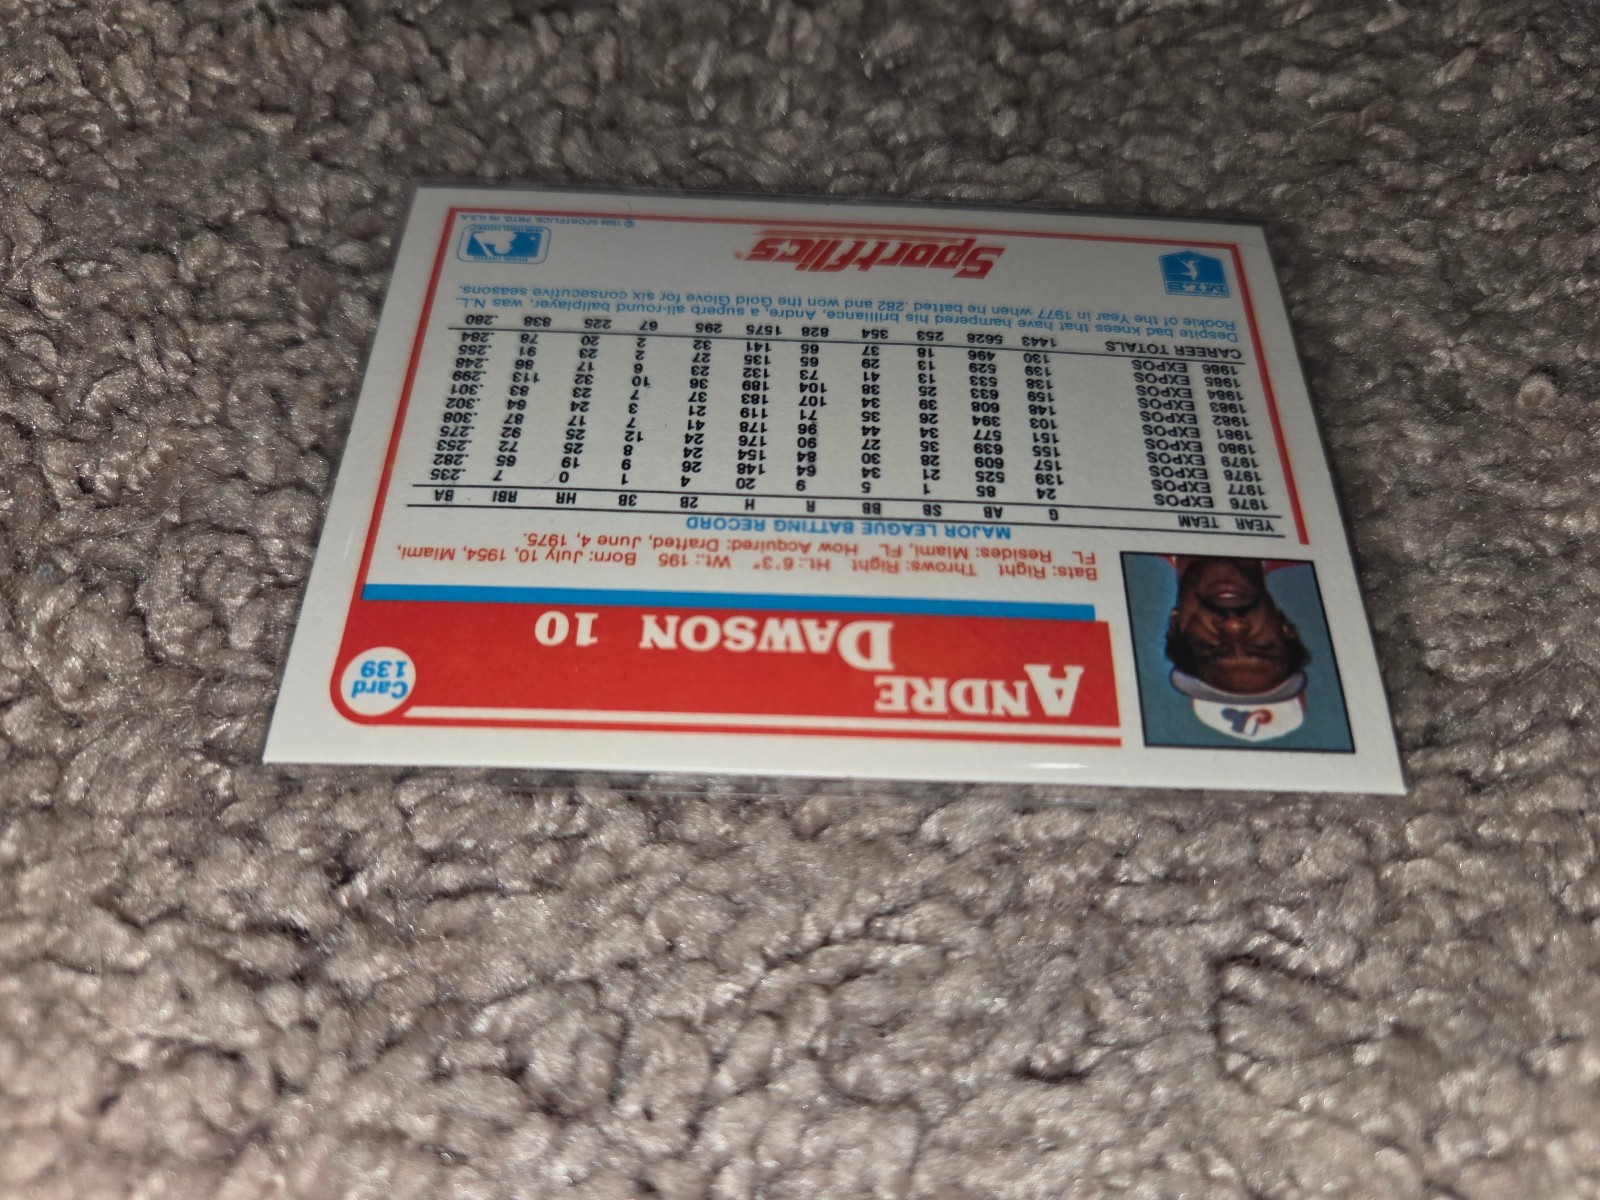 Card
139
ANDRE
DAWSON 10
Bats: Right Throws: Right Ht.: 6'3" Wt.: 195 Born: July 10, 1954, Miami,
FL Resides: Miami, FL How Acquired: Drafted, June 4, 1975.
MAJOR LEAGUE BATTING RECORD
YEAR TEAM G AB SB BB R H 2B 3B HR RBI BA
1976 EXPOS 24 85 1 5 9 20 4 1 0 7 .235
1977 EXPOS 139 525 21 34 64 148 26 9 19 65 .282
1978 EXPOS 157 609 28 30 84 154 24 8 25 72 .253
1979 EXPOS 155 639 35 27 90 176 24 12 25 92 .275
1980 EXPOS 151 577 34 44 96 178 41 7 17 87 .308
1981 EXPOS 103 394 26 35 71 119 21 3 24 64 .302
1982 EXPOS 148 608 39 34 107 183 37 7 23 83 .301
1983 EXPOS 159 633 25 38 104 189 36 10 32 113 .299
1984 EXPOS 138 533 13 41 73 132 23 6 17 86 .248
1985 EXPOS 139 529 13 29 65 135 27 2 23 91 .255
1986 EXPOS 130 496 18 37 65 141 32 2 20 78 .284
CAREER TOTALS 1443 5628 253 354 828 1575 295 67 225 838 .280
Despite bad knees that have hampered his brilliance, Andre, a superb all-round ballplayer, was N.L.
Rookie of the Year in 1977 when he batted .282 and won the Gold Glove for six consecutive seasons.
MLB
Sportflics®
© 1986 SPORTFLICS, PRTD. IN U.S.A.